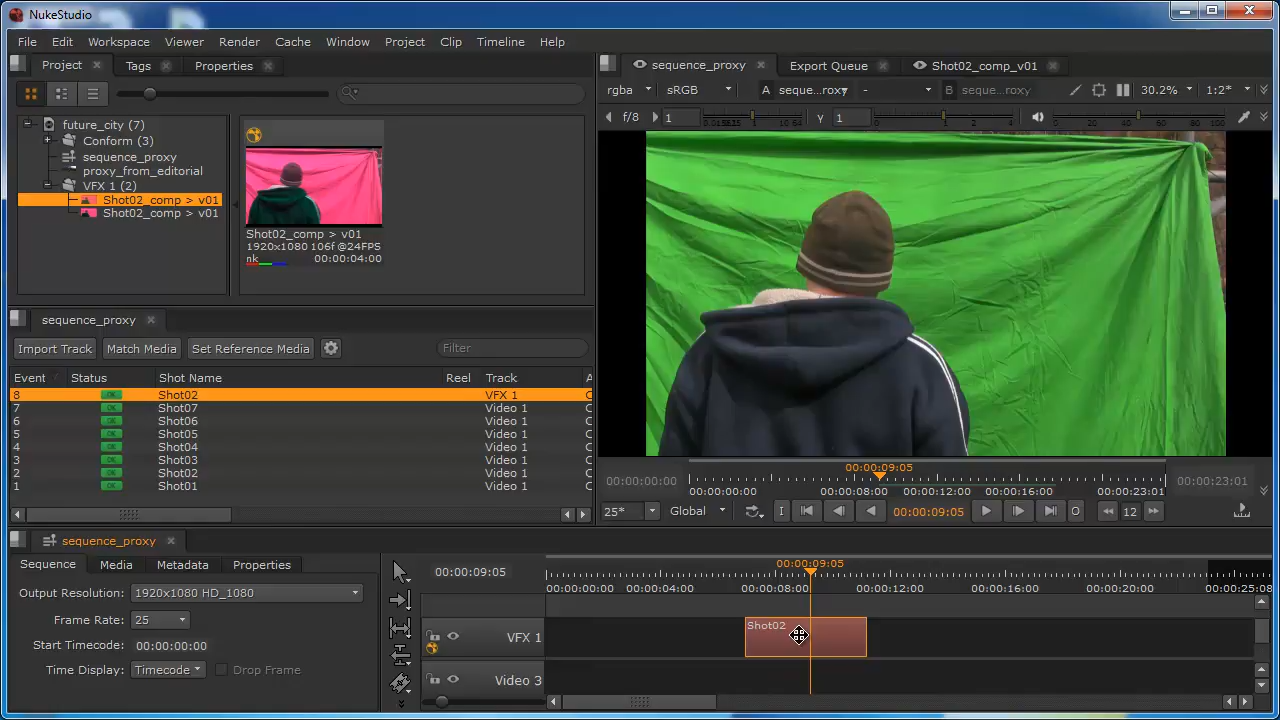 NukeStudio
File Edit Workspace Viewer Render Cache Window Project Clip Timeline Help
Project Tags Properties
sequence_proxy Export Queue Shot02_comp_v01
rgba sRGB A seque...roxy - B seque...roxy 30.2% 1:2*
f/8 1 γ 1
future_city (7)
Conform (3)
sequence_proxy
proxy_from_editorial
VFX 1 (2)
Shot02_comp > v01
Shot02_comp > v01
Shot02_comp > v01
1920x1080 106f @24FPS
nk 00:00:04:00
sequence_proxy
Import Track Match Media Set Reference Media Filter
Event Status Shot Name Reel Track
8 OK Shot02 VFX 1
7 OK Shot07 Video 1
6 OK Shot06 Video 1
5 OK Shot05 Video 1
4 OK Shot04 Video 1
3 OK Shot03 Video 1
2 OK Shot02 Video 1
1 OK Shot01 Video 1
00:00:09:05
00:00:00:00 00:00:23:01
00:00:00:00 00:00:08:00 00:00:12:00 00:00:16:00 00:00:23:01
25* Global I 00:00:09:05 O 12
sequence_proxy
Sequence Media Metadata Properties
Output Resolution: 1920x1080 HD_1080
Frame Rate: 25
Start Timecode: 00:00:00:00
Time Display: Timecode Drop Frame
00:00:09:05
00:00:09:05
00:00:00:00 00:00:04:00 00:00:08:00 00:00:12:00 00:00:16:00 00:00:20:00 00:00:25:08
VFX 1 Shot02
Video 3